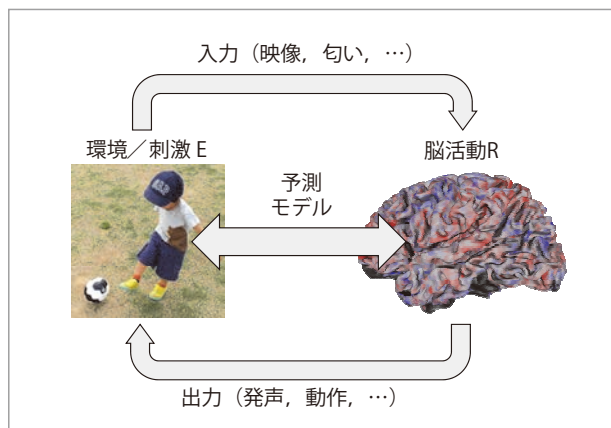 入力（映像，匂い，…）
環境／刺激 E
脳活動R
予測
モデル
出力（発声，動作，…）